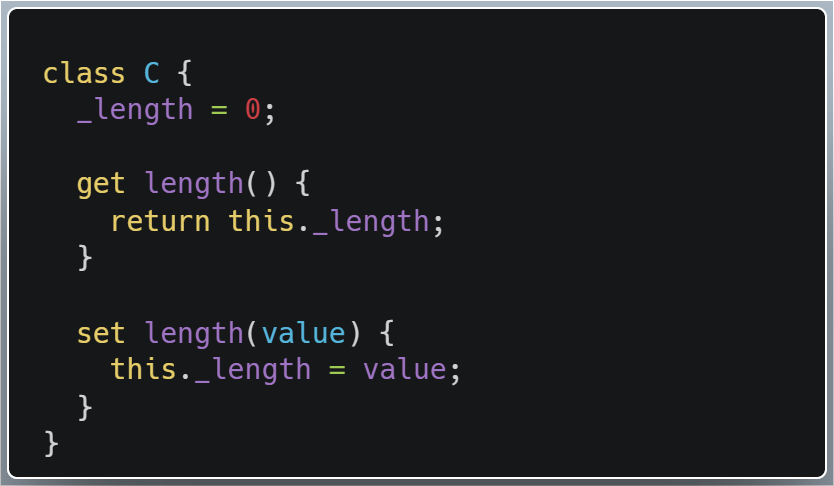 class C {
  _length = 0;

  get length() {
    return this._length;
  }

  set length(value) {
    this._length = value;
  }
}